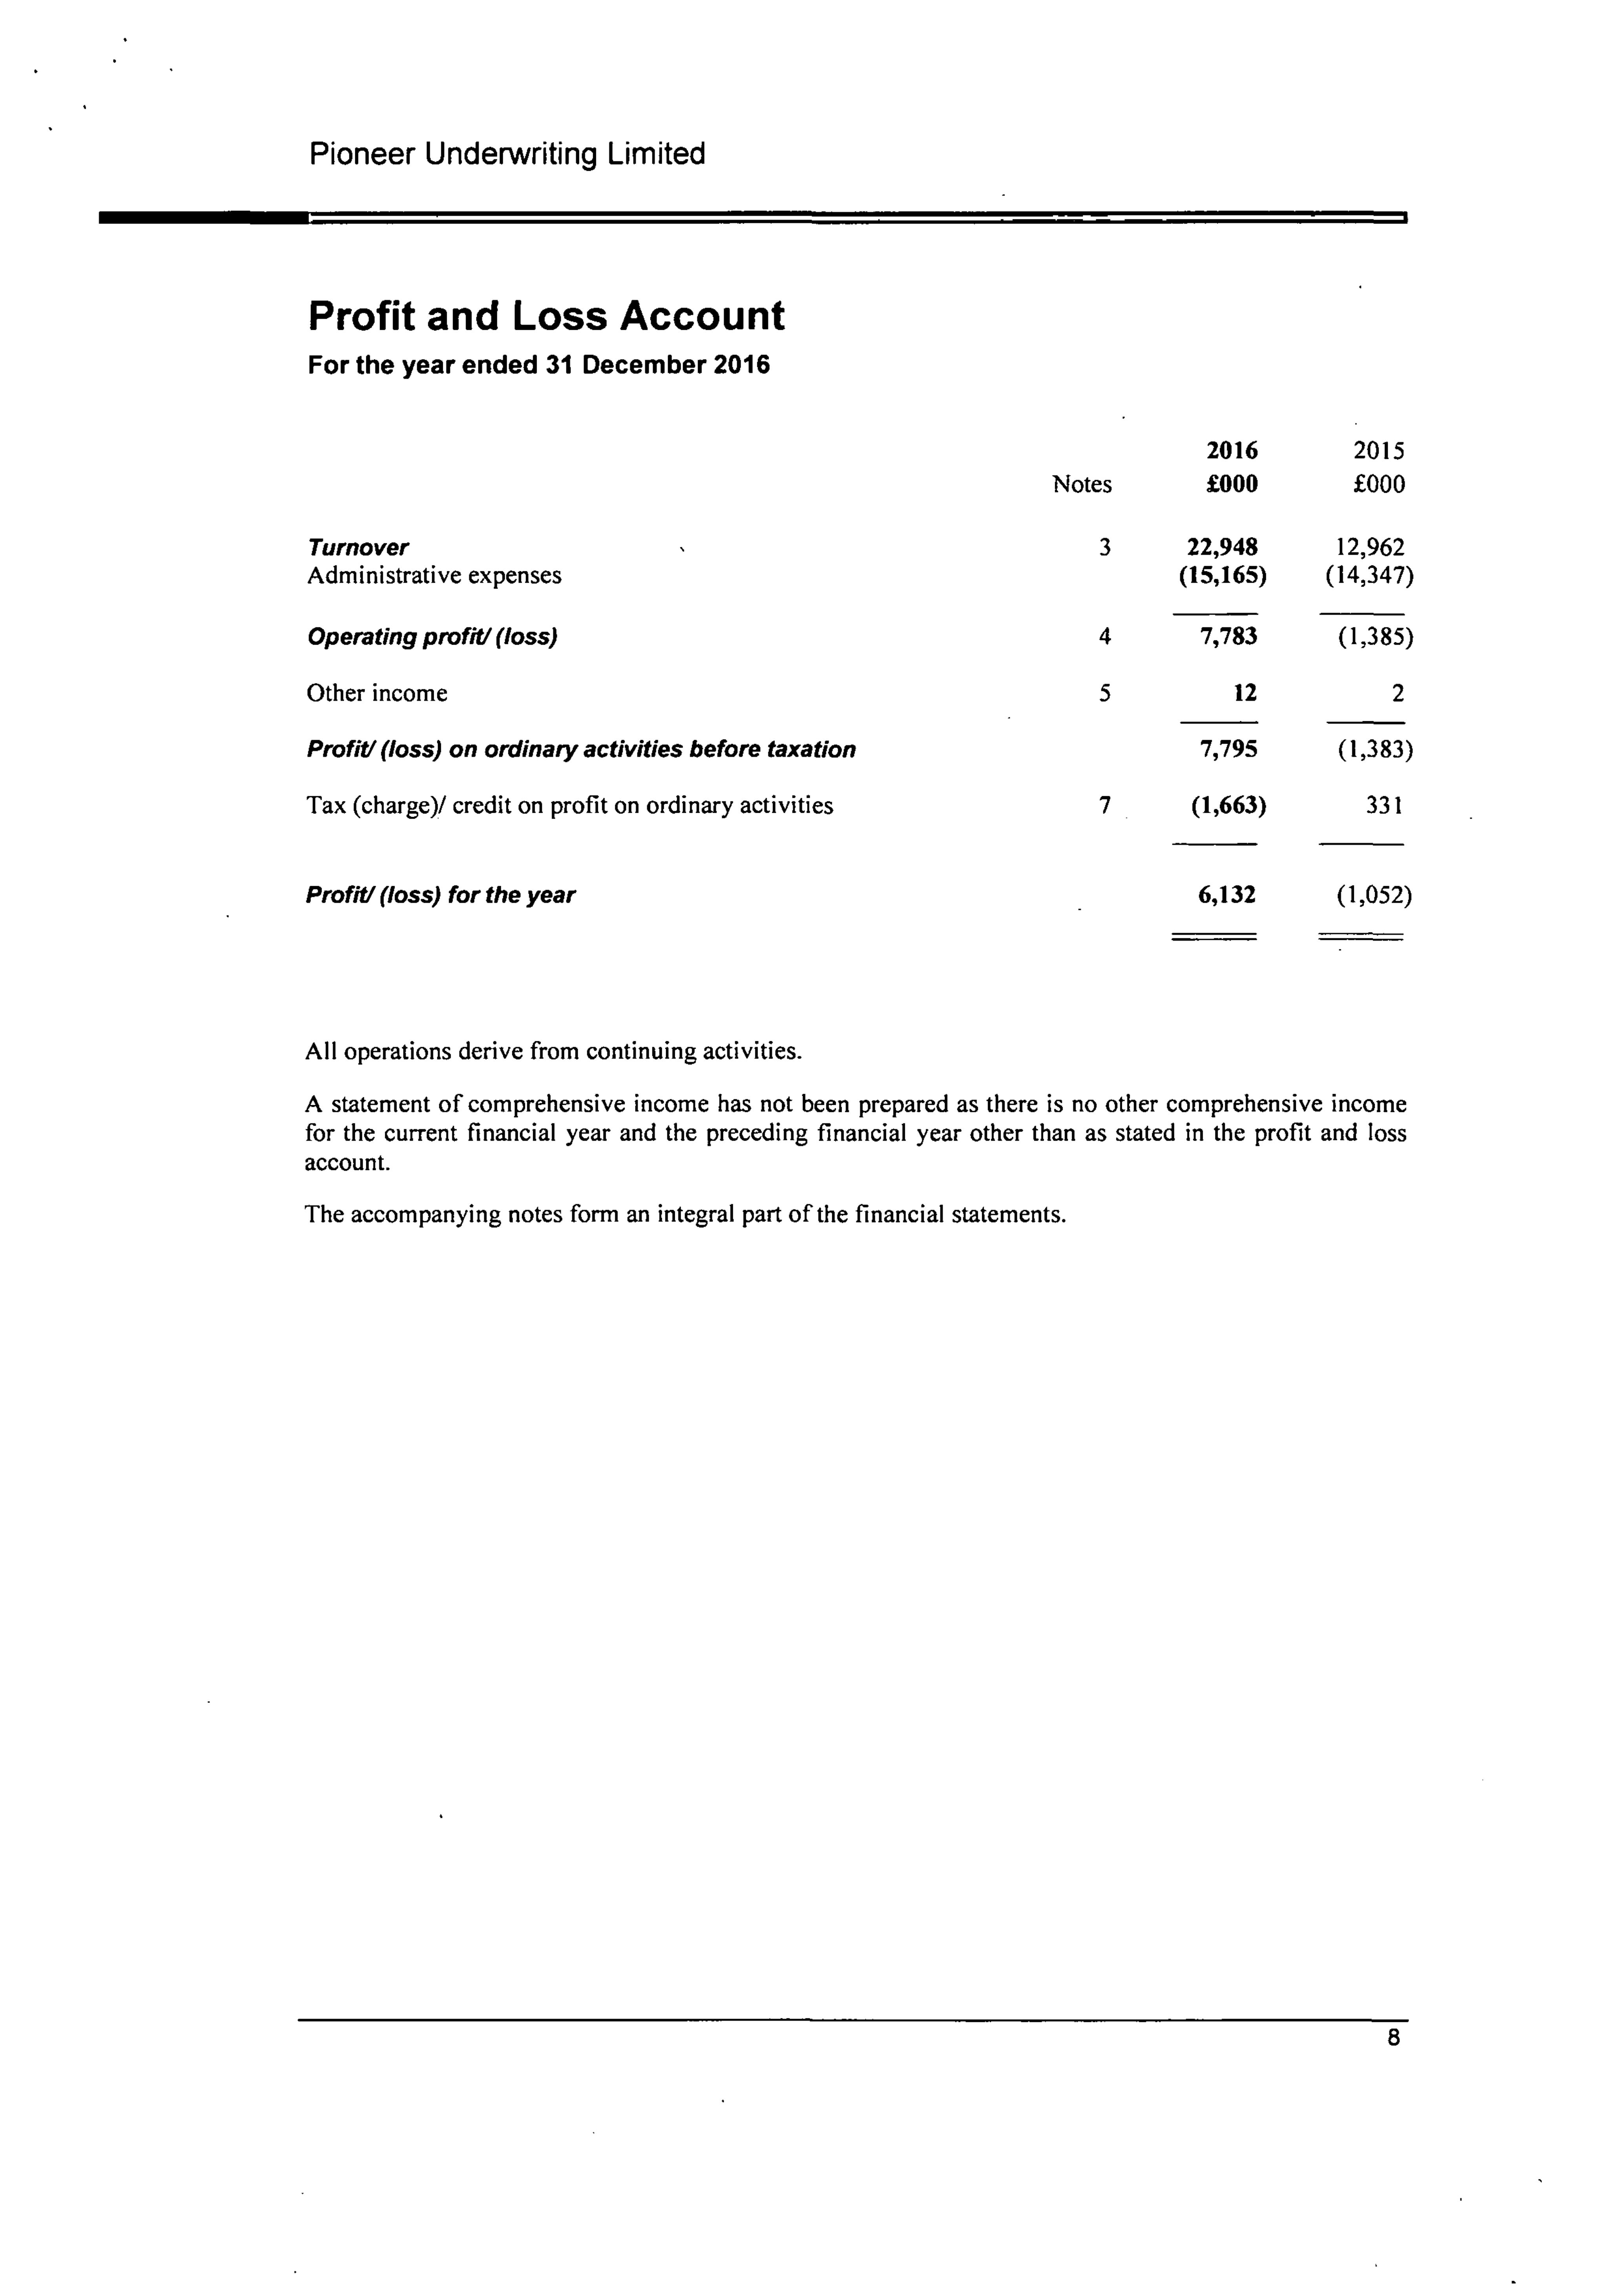 Pioneer Underwriting Limited
Profit and Loss Account
For the year ended 31 December 2016
2016 2015
Notes £000 £000
Turnover 3 22,948 12,962
Administrative expenses (15,165) (14,347)
Operating profit/ (loss) 4 7,783 (1,385)
Other income 5 12 2
Profit/ (loss) on ordinary activities before taxation 7,795 (1,383)
Tax (charge)/ credit on profit on ordinary activities 7 (1,663) 331
Profit/ (loss) for the year 6,132 (1,052)
All operations derive from continuing activities.
A statement of comprehensive income has not been prepared as there is no other comprehensive income
for the current financial year and the preceding financial year other than as stated in the profit and loss
account.
The accompanying notes form an integral part of the financial statements.
8